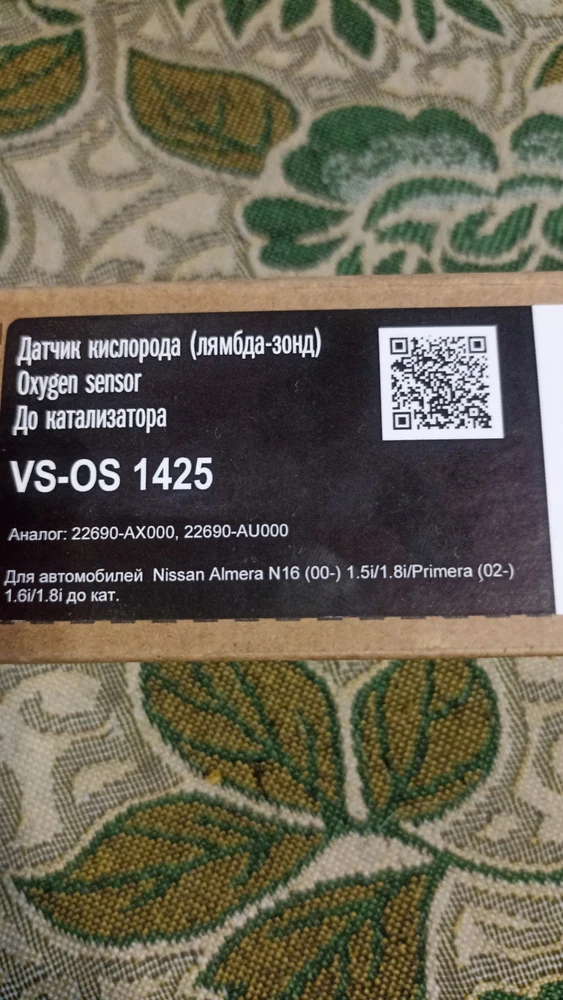 Датчик кислорода (лямбда-зонд)
Oxygen sensor
До катализатора
VS-OS 1425
Аналог: 22690-AX000, 22690-AU000
Для автомобилей Nissan Almera N16 (00-) 1.5i/1.8i/Primera (02-)
1.6i/1.8i до кат.